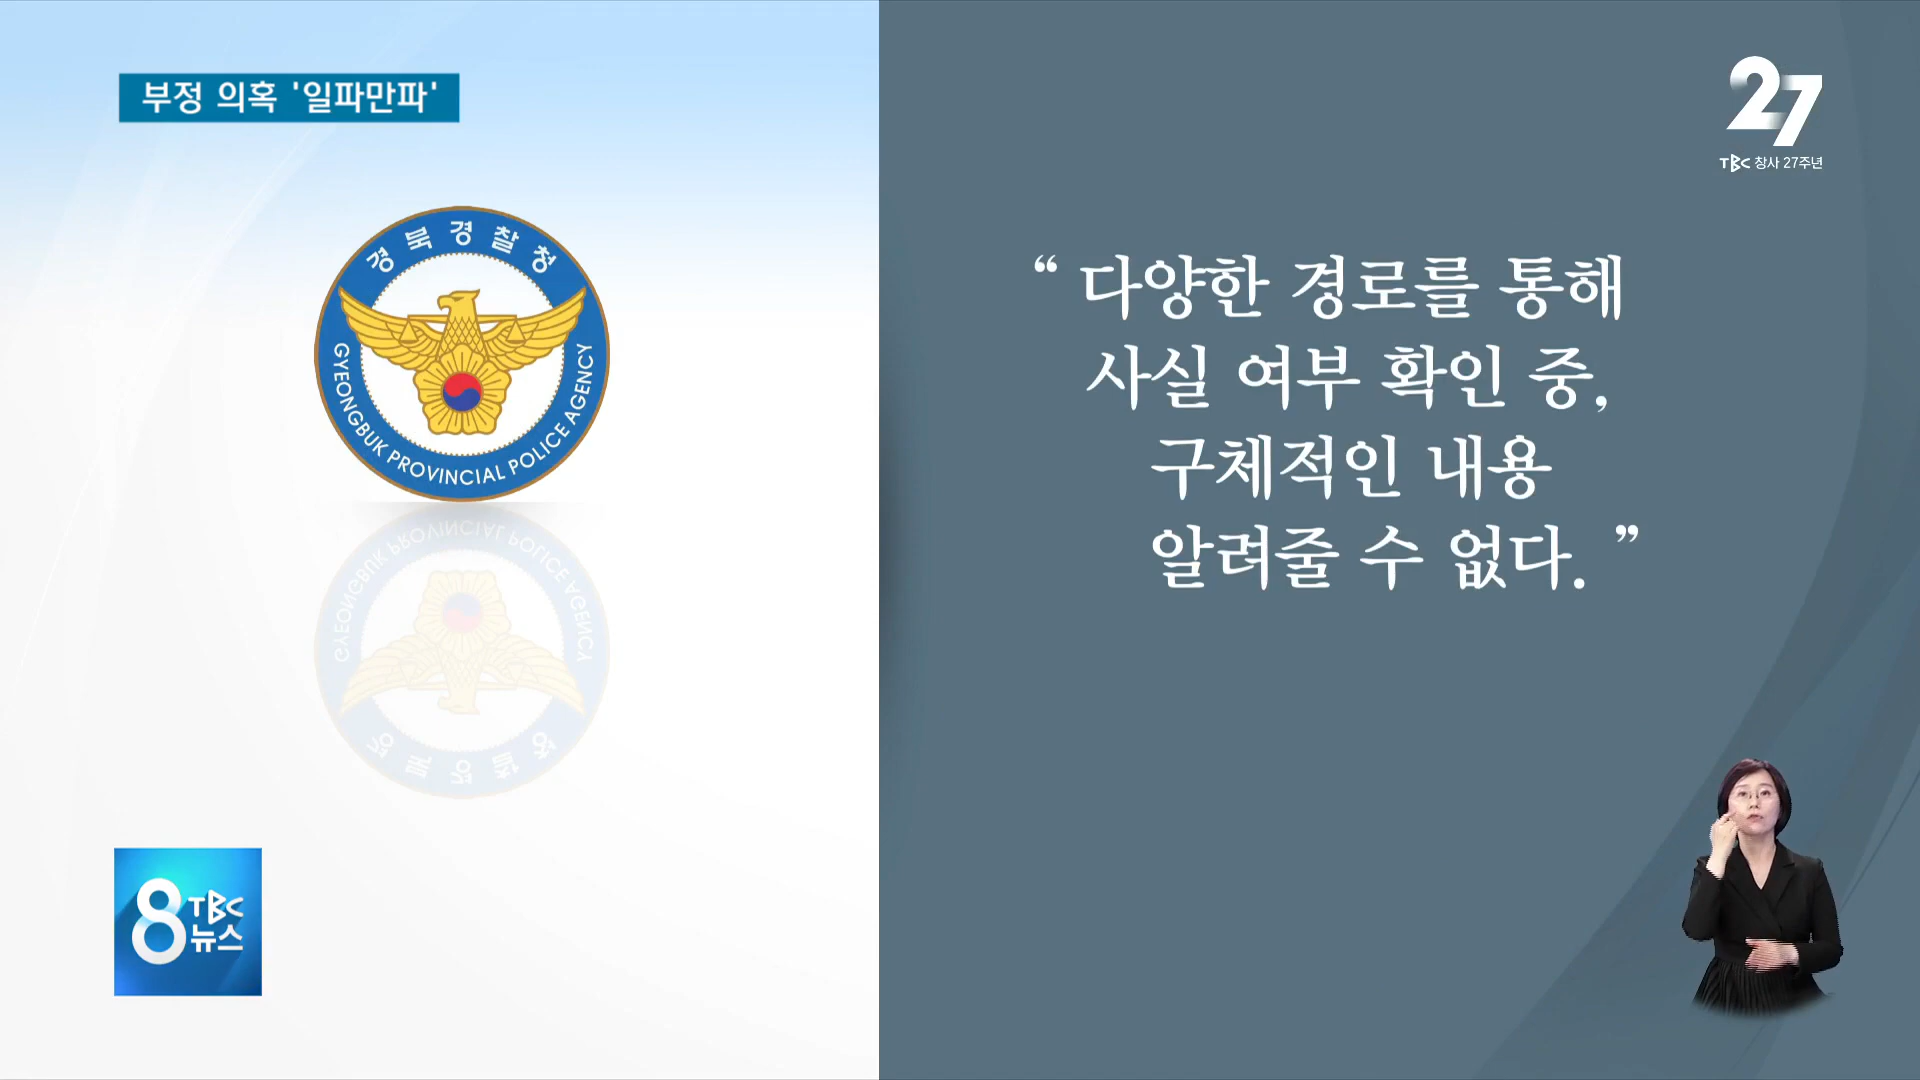 부정 의혹 '일파만파'
27
TBC 창사 27주년
경북경찰청
GYEONGBUK PROVINCIAL POLICE AGENCY
“ 다양한 경로를 통해
사실 여부 확인 중,
구체적인 내용
알려줄 수 없다. ”
8 TBC
뉴스